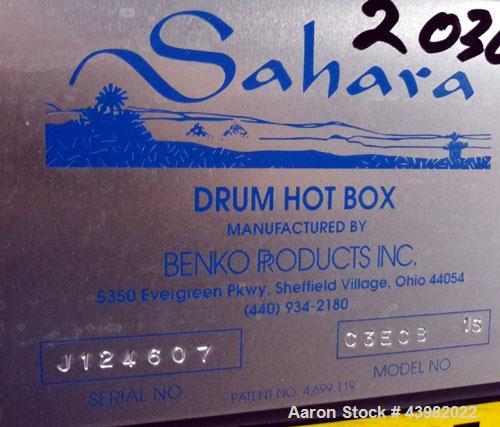 2030
Sahara
DRUM HOT BOX
MANUFACTURED BY
BENKO PRODUCTS INC.
5350 Evergreen Pkwy, Sheffield Village, Ohio 44054
(440) 934-2180
J124607
C3ECB 1S
SERIAL NO.
MODEL NO.
PATENT NO. 4,699,119
Aaron Stock # 43982022